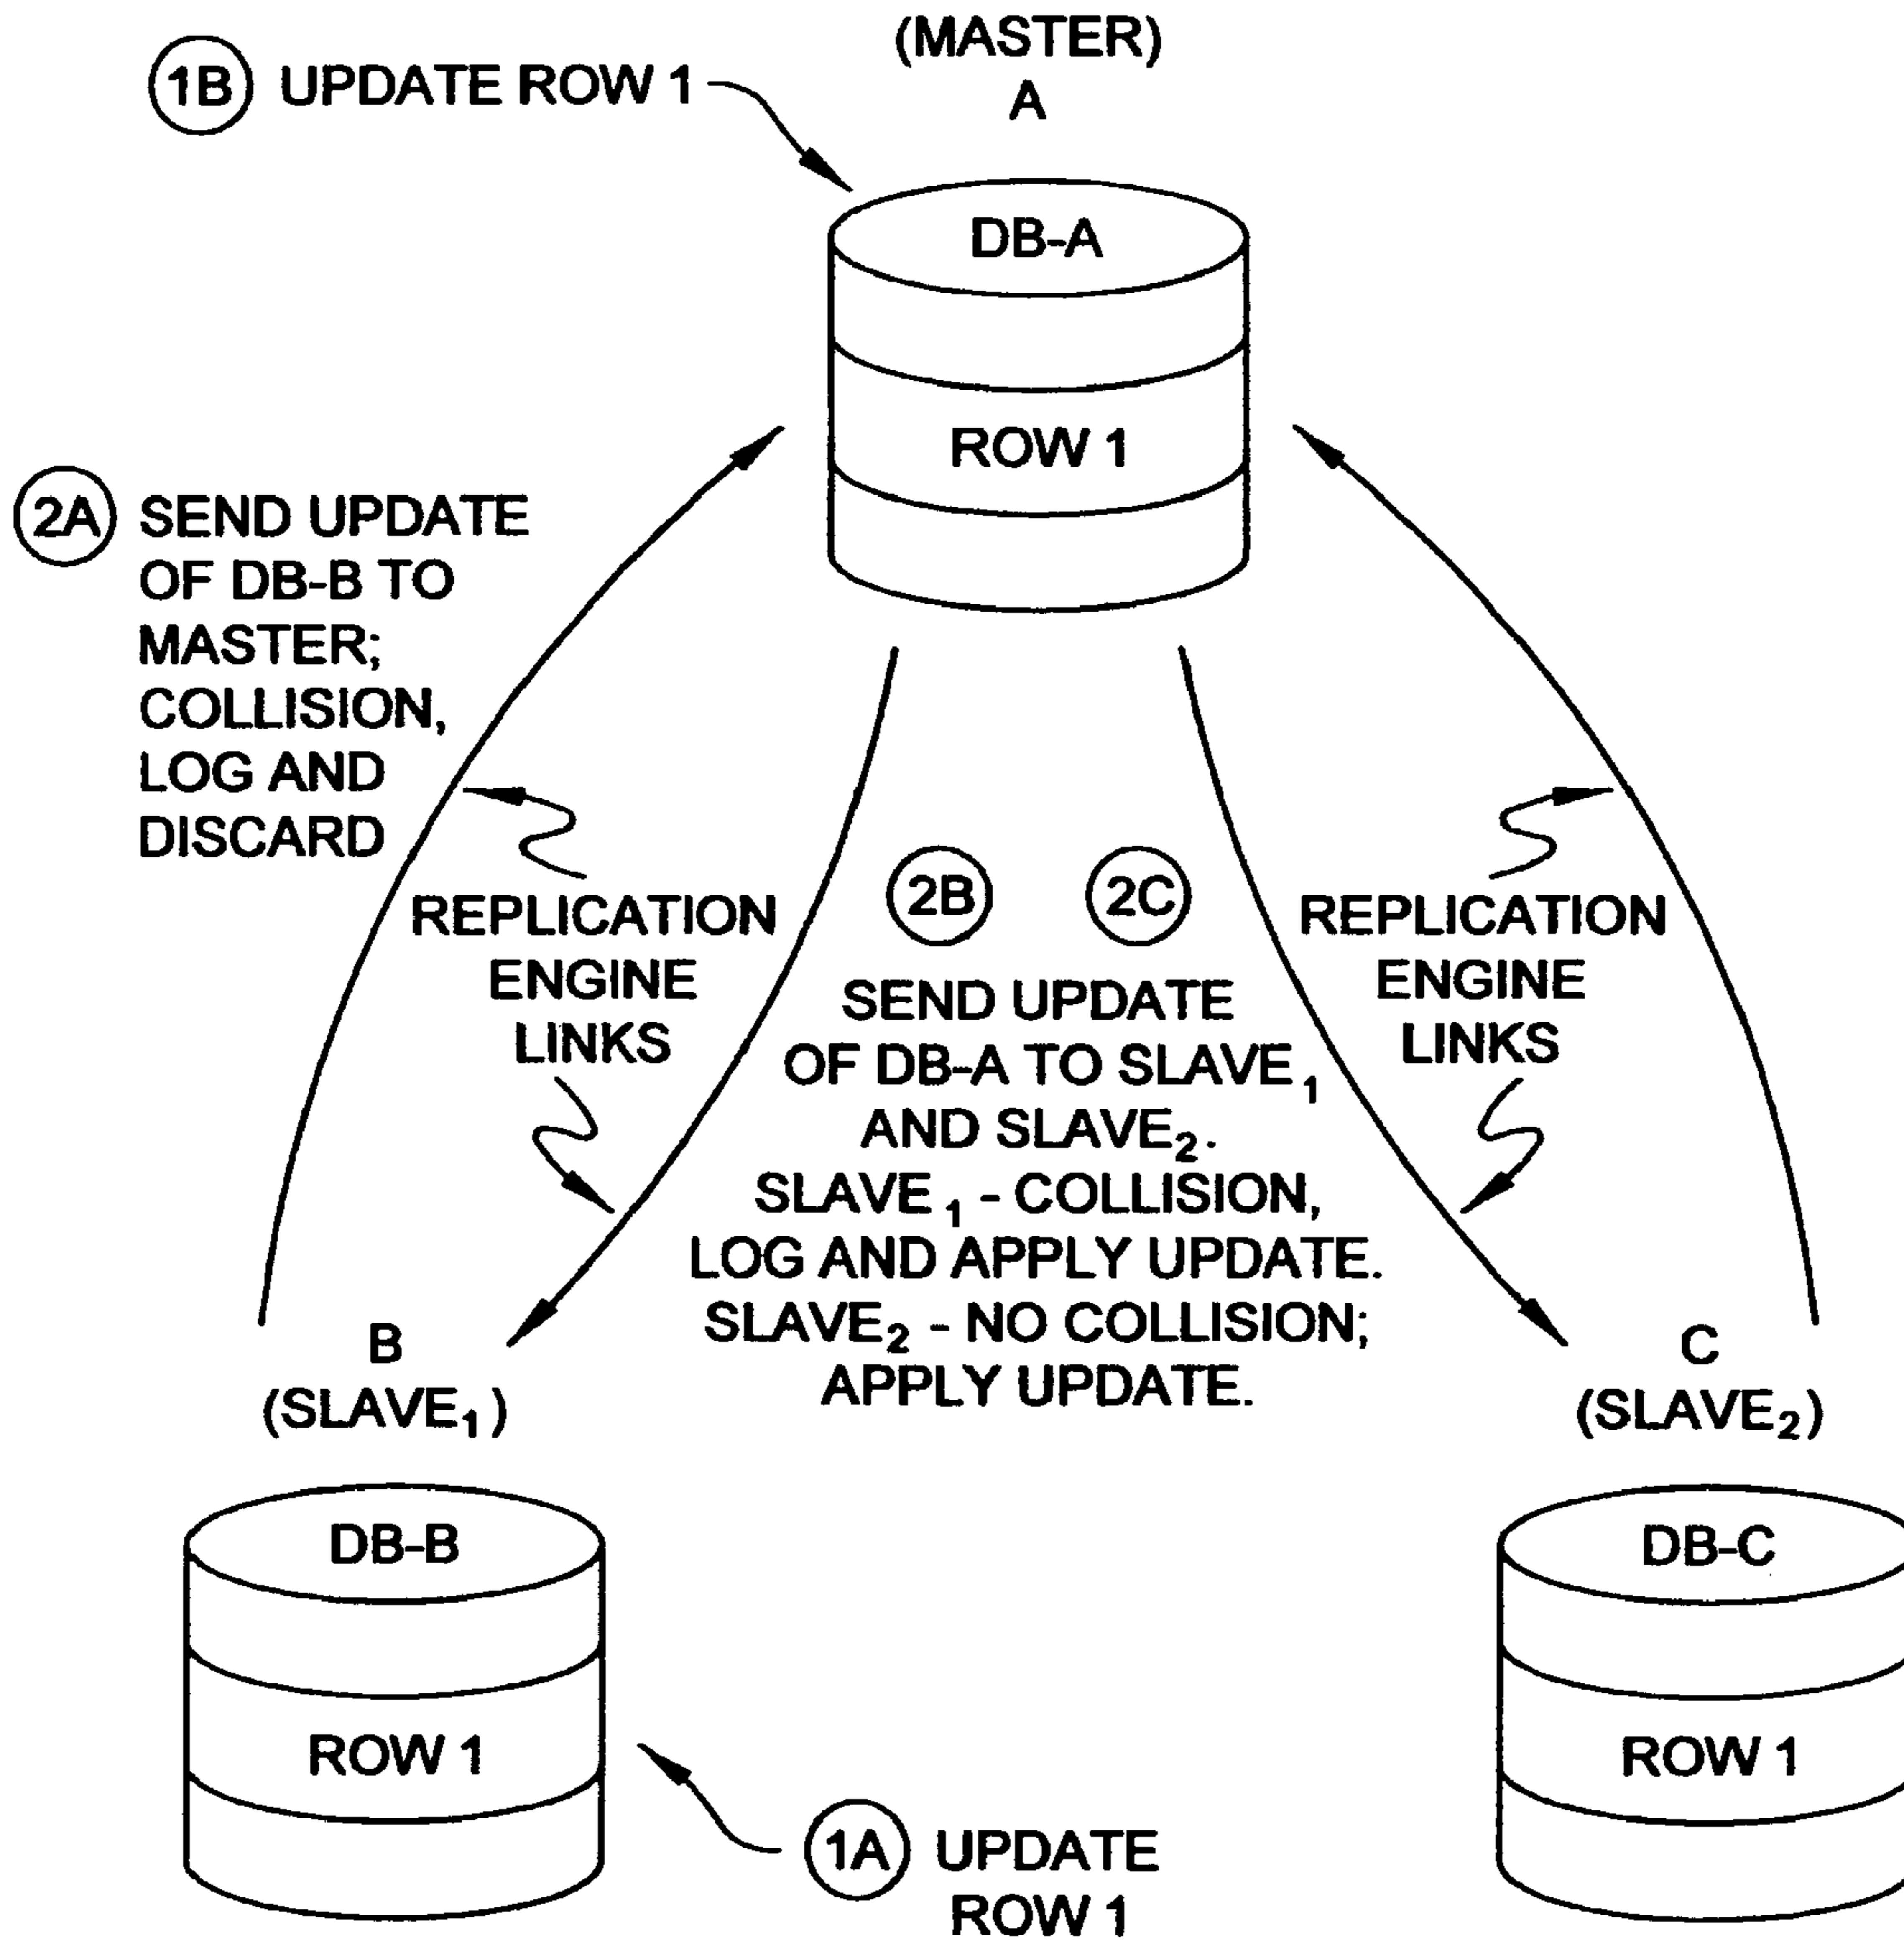 (MASTER)
A
1B UPDATE ROW 1
DB-A
ROW 1
2A SEND UPDATE
OF DB-B TO
MASTER;
COLLISION,
LOG AND
DISCARD
REPLICATION
ENGINE
LINKS
2B 2C
SEND UPDATE
OF DB-A TO SLAVE₁
AND SLAVE₂.
SLAVE₁ - COLLISION,
LOG AND APPLY UPDATE.
SLAVE₂ - NO COLLISION;
APPLY UPDATE.
REPLICATION
ENGINE
LINKS
B
(SLAVE₁)
C
(SLAVE₂)
DB-B
ROW 1
DB-C
ROW 1
1A UPDATE
ROW 1